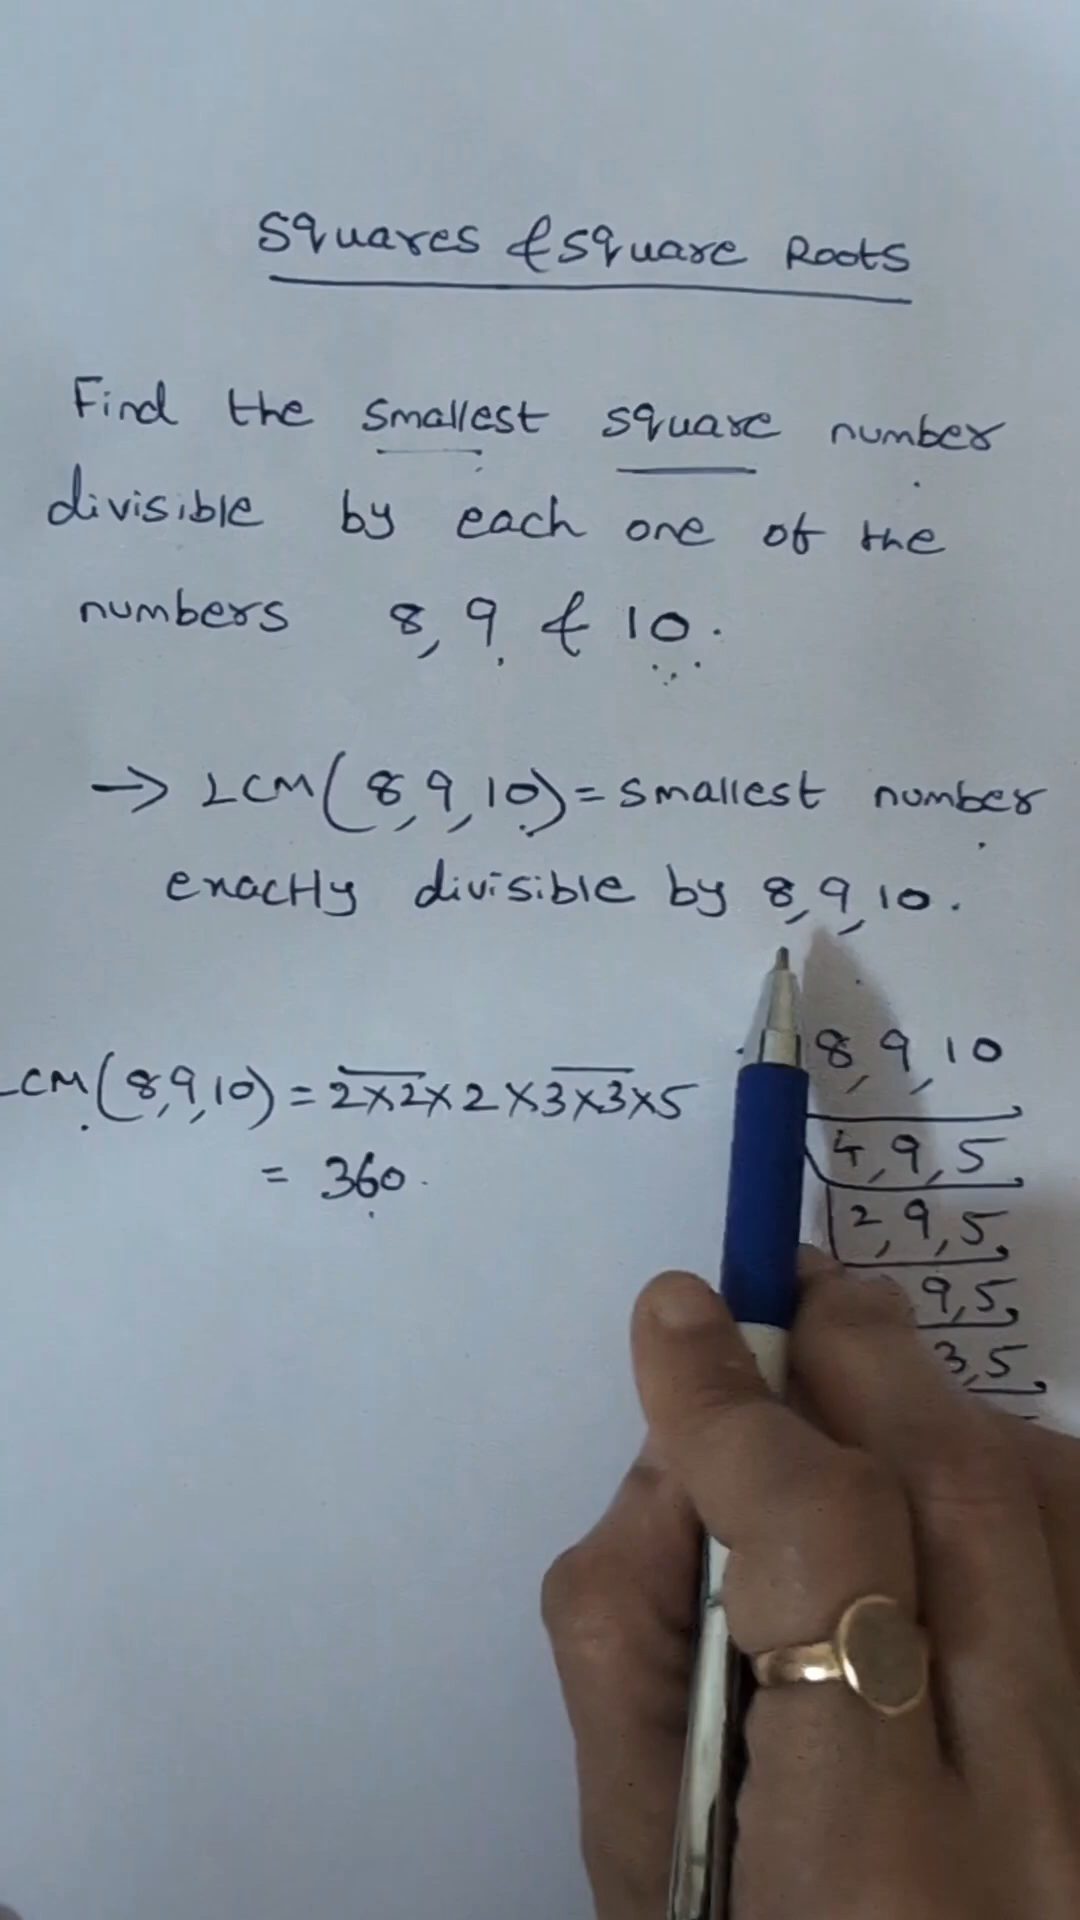 Squares & Square Roots
Find the smallest square number
divisible by each one of the
numbers 8, 9 & 10.
→ LCM(8,9,10) = smallest number
exactly divisible by 8,9,10.
8, 9, 10
CM(8,9,10) = 2×2×2×3×3×5
4, 9, 5
= 360.
2, 9, 5
9,5
3,5